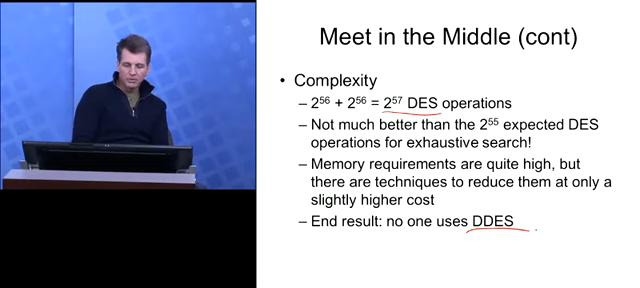 Meet in the Middle (cont)
• Complexity
– 2⁵⁶ + 2⁵⁶ = 2⁵⁷ DES operations
– Not much better than the 2⁵⁵ expected DES
operations for exhaustive search!
– Memory requirements are quite high, but
there are techniques to reduce them at only a
slightly higher cost
– End result: no one uses DDES